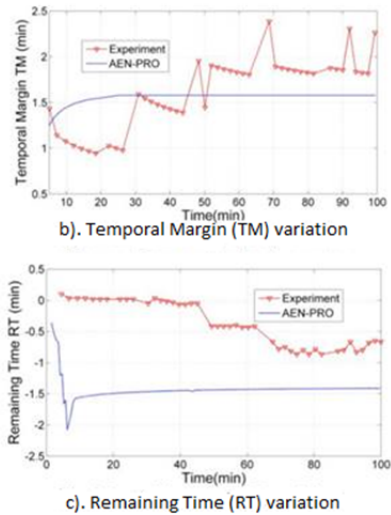 2.5
2
1.5
1
0.5
Temporal Margin TM (min)
Experiment
AEN-PRO
10 20 30 40 50 60 70 80 90 100
Time(min)
b). Temporal Margin (TM) variation
0.5
0
-0.5
-1
-1.5
-2
-2.5
Remaining Time RT (min)
Experiment
AEN-PRO
0 20 40 60 80 100
Time(min)
c). Remaining Time (RT) variation